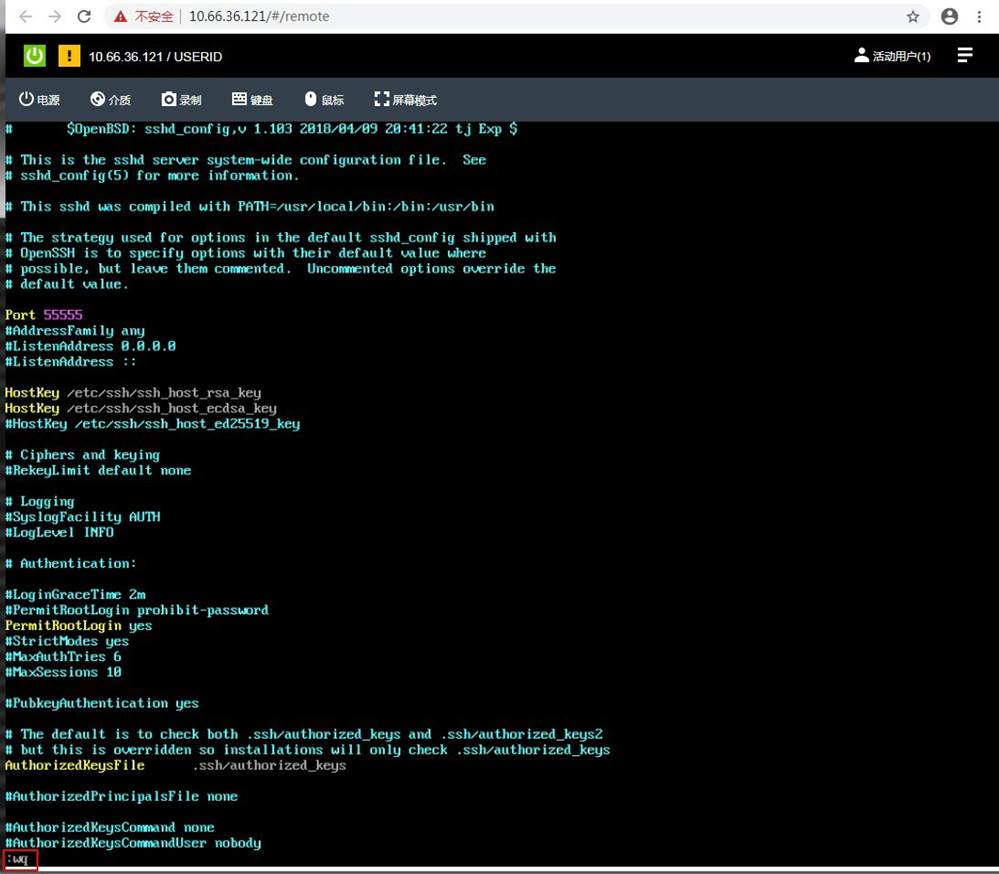 不安全 10.66.36.121/#/remote
10.66.36.121 / USERID 活动用户(1)
电源 介质 录制 键盘 鼠标 屏幕模式
#       $OpenBSD: sshd_config,v 1.103 2018/04/09 20:41:22 tj Exp $
# This is the sshd server system-wide configuration file.  See
# sshd_config(5) for more information.
# This sshd was compiled with PATH=/usr/local/bin:/bin:/usr/bin
# The strategy used for options in the default sshd_config shipped with
# OpenSSH is to specify options with their default value where
# possible, but leave them commented.  Uncommented options override the
# default value.
Port 55555
#AddressFamily any
#ListenAddress 0.0.0.0
#ListenAddress ::
HostKey /etc/ssh/ssh_host_rsa_key
HostKey /etc/ssh/ssh_host_ecdsa_key
#HostKey /etc/ssh/ssh_host_ed25519_key
# Ciphers and keying
#RekeyLimit default none
# Logging
#SyslogFacility AUTH
#LogLevel INFO
# Authentication:
#LoginGraceTime 2m
#PermitRootLogin prohibit-password
PermitRootLogin yes
#StrictModes yes
#MaxAuthTries 6
#MaxSessions 10
#PubkeyAuthentication yes
# The default is to check both .ssh/authorized_keys and .ssh/authorized_keys2
# but this is overridden so installations will only check .ssh/authorized_keys
AuthorizedKeysFile      .ssh/authorized_keys
#AuthorizedPrincipalsFile none
#AuthorizedKeysCommand none
#AuthorizedKeysCommandUser nobody
:wq